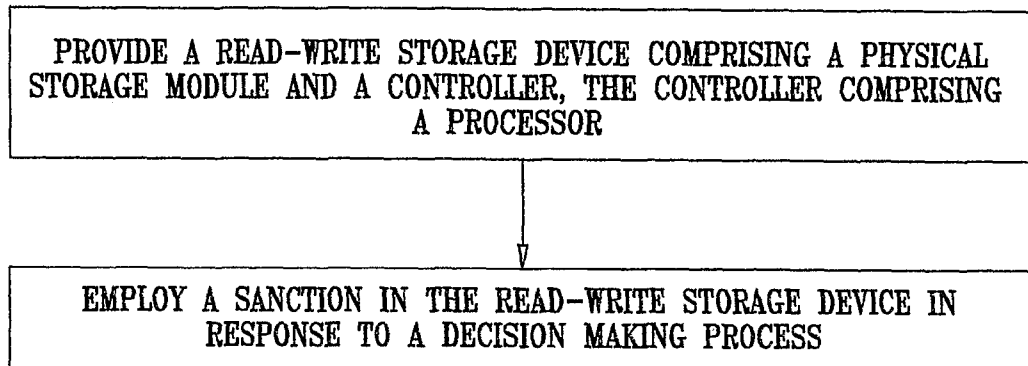 PROVIDE A READ-WRITE STORAGE DEVICE COMPRISING A PHYSICAL
STORAGE MODULE AND A CONTROLLER, THE CONTROLLER COMPRISING
A PROCESSOR
EMPLOY A SANCTION IN THE READ-WRITE STORAGE DEVICE IN
RESPONSE TO A DECISION MAKING PROCESS